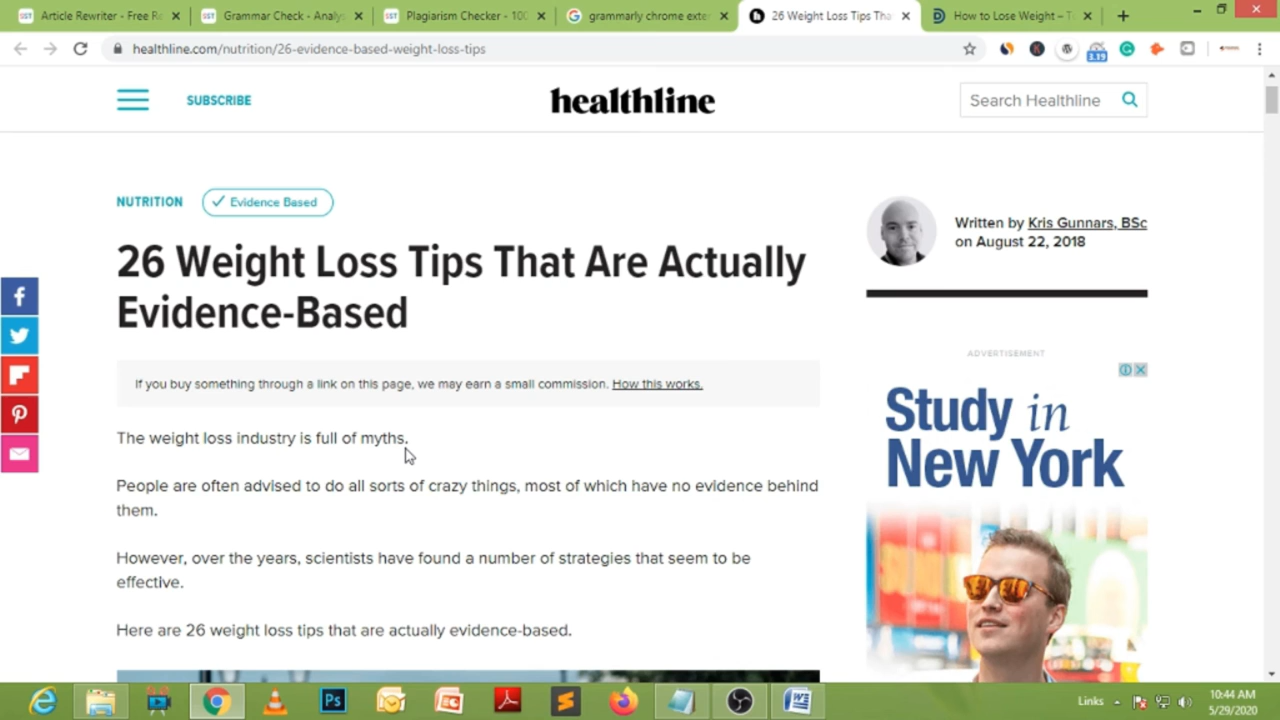 Article Rewriter - Free Re
Grammar Check - Analys
Plagiarism Checker - 100
grammarly chrome exte
26 Weight Loss Tips Tha
How to Lose Weight – T
healthline.com/nutrition/26-evidence-based-weight-loss-tips
3.19
SUBSCRIBE
healthline
Search Healthline
NUTRITION
Evidence Based
26 Weight Loss Tips That Are Actually
Evidence-Based
Written by Kris Gunnars, BSc
on August 22, 2018
If you buy something through a link on this page, we may earn a small commission. How this works.
ADVERTISEMENT
Study in
New York
The weight loss industry is full of myths.
People are often advised to do all sorts of crazy things, most of which have no evidence behind
them.
However, over the years, scientists have found a number of strategies that seem to be
effective.
Here are 26 weight loss tips that are actually evidence-based.
Links
10:44 AM
5/29/2020